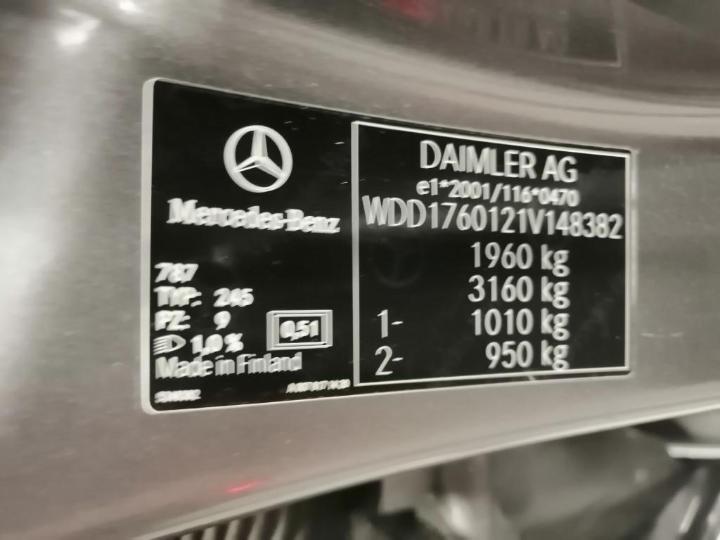 Mercedes-Benz
787
TYP: 245
PZ: 9
0,51
1,0 %
Made in Finland
DAIMLER AG
e1*2001/116*0470
WDD1760121V148382
1960 kg
3160 kg
1- 1010 kg
2- 950 kg